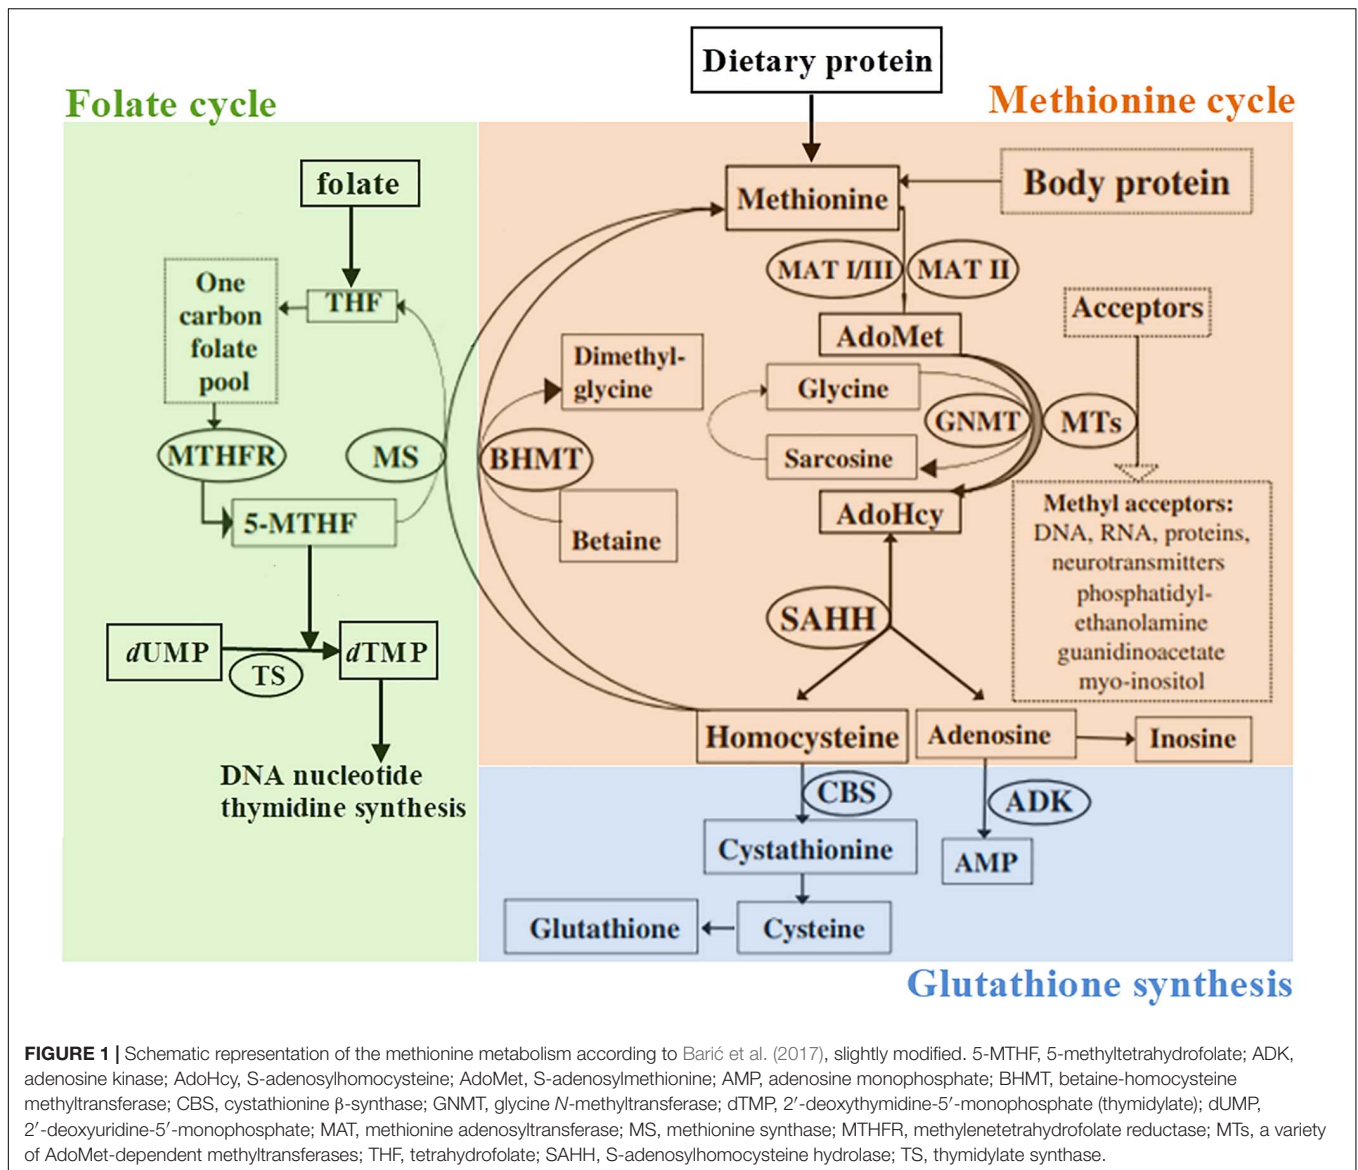 Dietary protein
Folate cycle
Methionine cycle
folate
Methionine
Body protein
MAT I/III
MAT II
One
carbon
folate
pool
THF
Acceptors
AdoMet
Dimethyl-
glycine
Glycine
GNMT
MTs
MTHFR
MS
BHMT
Sarcosine
5-MTHF
Betaine
AdoHcy
Methyl acceptors:
DNA, RNA, proteins,
neurotransmitters
phosphatidyl-
ethanolamine
guanidinoacetate
myo-inositol
SAHH
dUMP
TS
dTMP
Homocysteine
Adenosine
Inosine
DNA nucleotide
thymidine synthesis
CBS
ADK
Cystathionine
AMP
Glutathione
Cysteine
Glutathione synthesis
FIGURE 1 | Schematic representation of the methionine metabolism according to Barić et al. (2017), slightly modified. 5-MTHF, 5-methyltetrahydrofolate; ADK,
adenosine kinase; AdoHcy, S-adenosylhomocysteine; AdoMet, S-adenosylmethionine; AMP, adenosine monophosphate; BHMT, betaine-homocysteine
methyltransferase; CBS, cystathionine β-synthase; GNMT, glycine N-methyltransferase; dTMP, 2′-deoxythymidine-5′-monophosphate (thymidylate); dUMP,
2′-deoxyuridine-5′-monophosphate; MAT, methionine adenosyltransferase; MS, methionine synthase; MTHFR, methylenetetrahydrofolate reductase; MTs, a variety
of AdoMet-dependent methyltransferases; THF, tetrahydrofolate; SAHH, S-adenosylhomocysteine hydrolase; TS, thymidylate synthase.